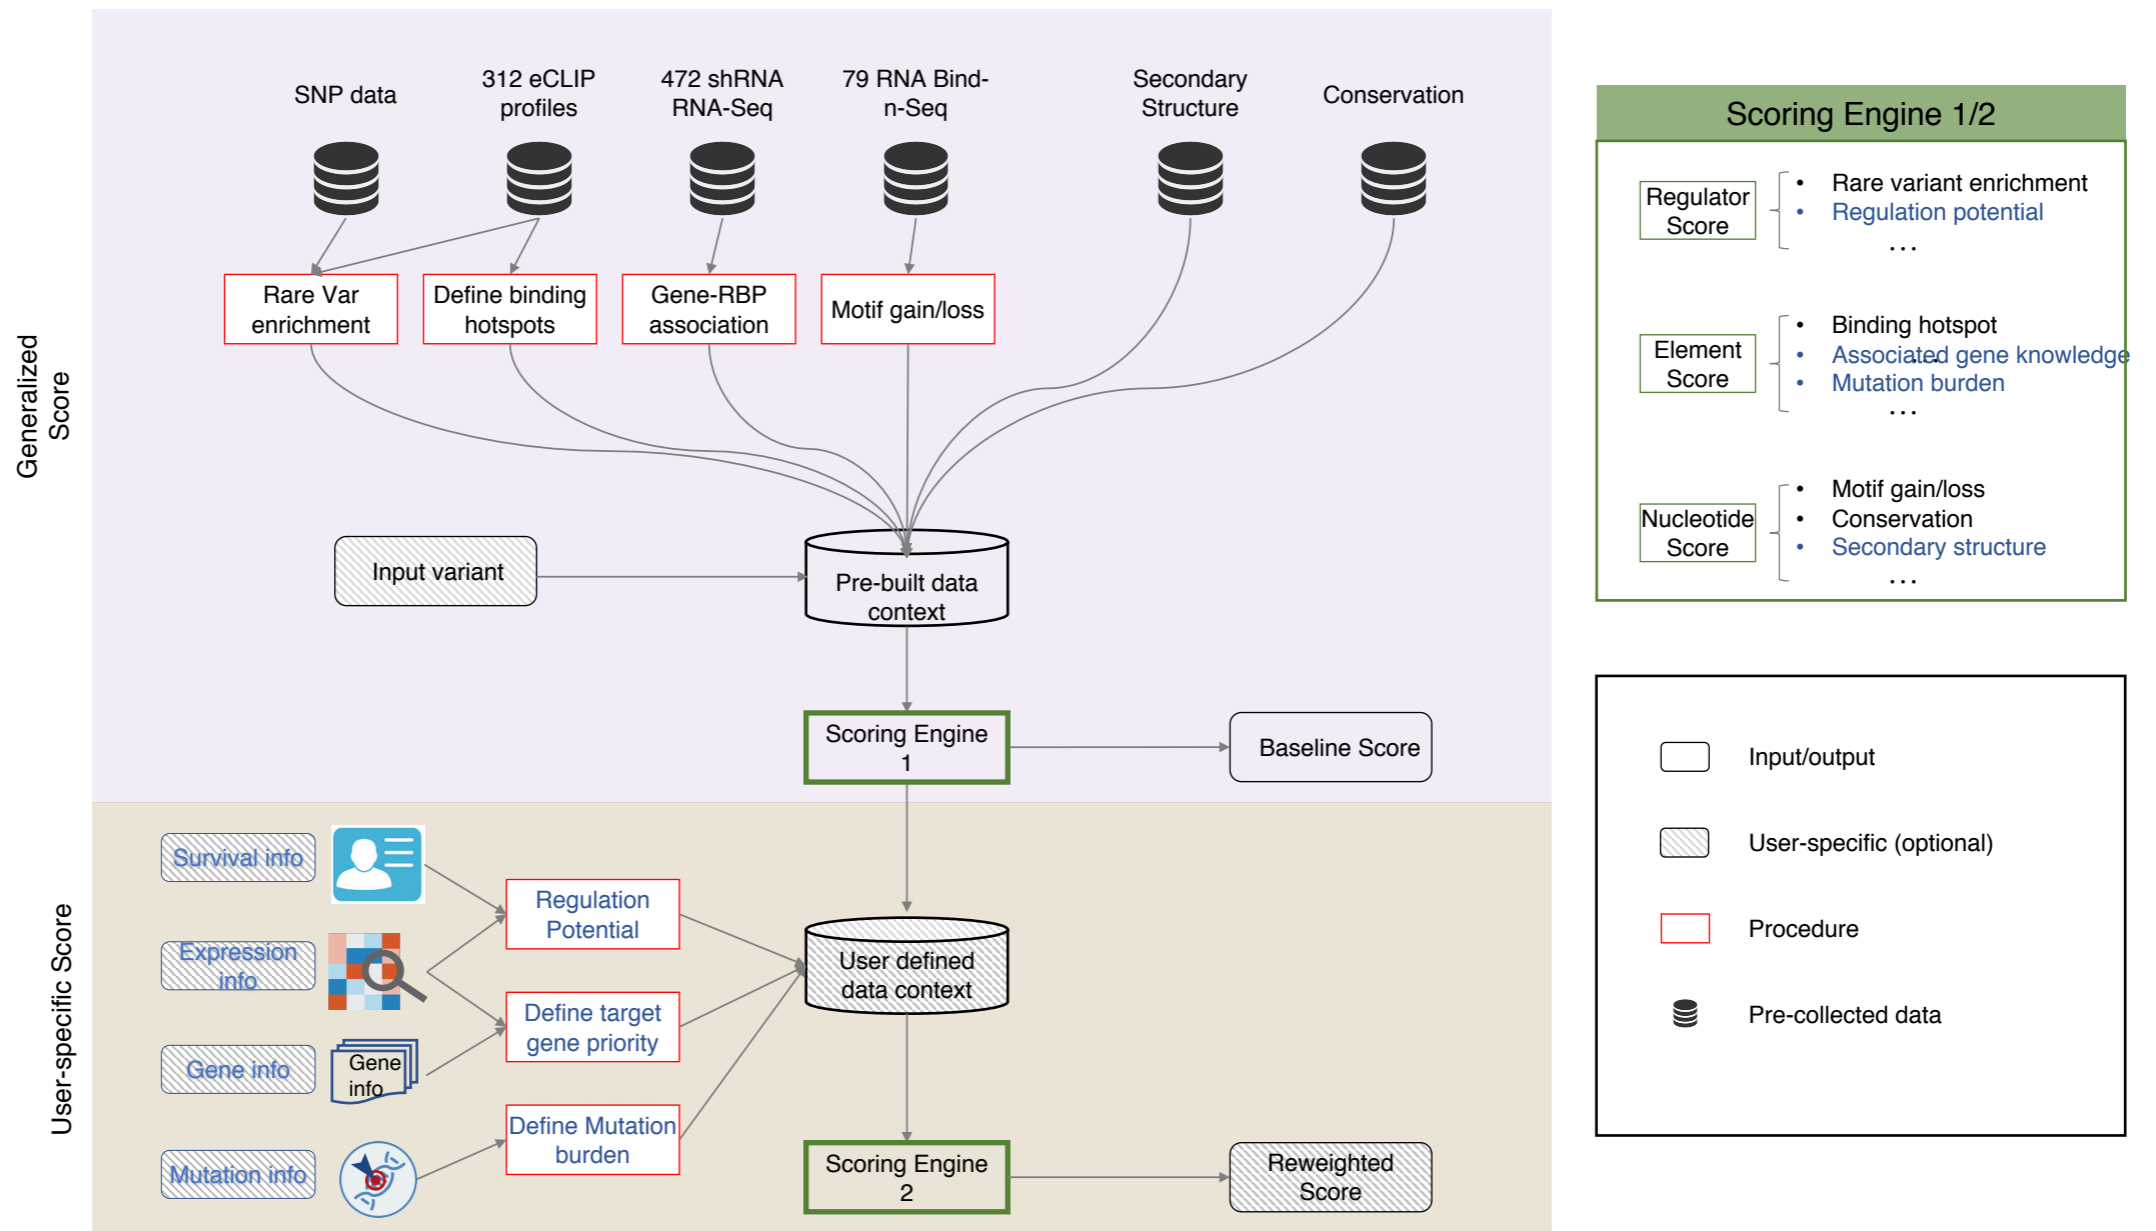 SNP data
312 eCLIP
profiles
472 shRNA
RNA-Seq
79 RNA Bind-
n-Seq
Secondary
Structure
Conservation
Rare Var
enrichment
Define binding
hotspots
Gene-RBP
association
Motif gain/loss
Generalized
Score
Input variant
Pre-built data
context
Scoring Engine
1
Baseline Score
User-specific Score
Survival info
Expression
info
Gene info
Gene
info
Mutation info
Regulation
Potential
Define target
gene priority
Define Mutation
burden
User defined
data context
Scoring Engine
2
Reweighted
Score
Scoring Engine 1/2
Regulator
Score
• Rare variant enrichment
• Regulation potential
...
Element
Score
• Binding hotspot
• Associated gene knowledge
...
• Mutation burden
...
Nucleotide
Score
• Motif gain/loss
• Conservation
• Secondary structure
...
Input/output
User-specific (optional)
Procedure
Pre-collected data